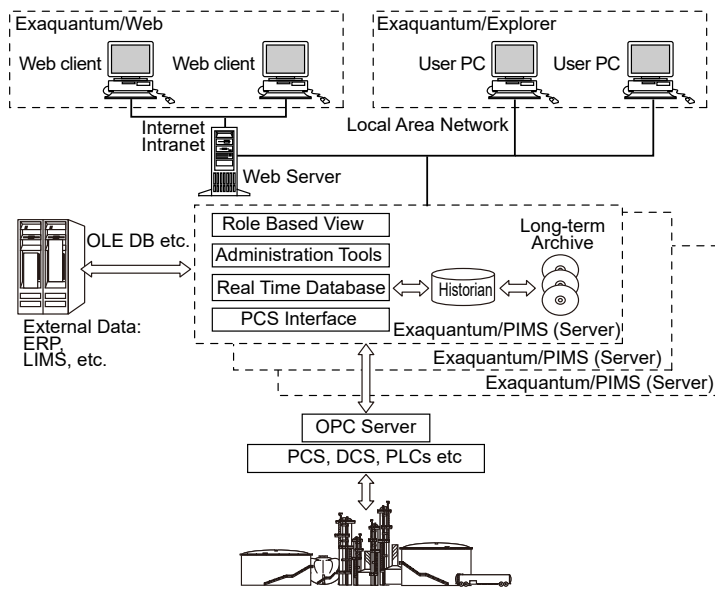 Exaquantum/Web
Exaquantum/Explorer
Web client
Web client
User PC
User PC
Internet
Intranet
Local Area Network
Web Server
OLE DB etc.
Role Based View
Administration Tools
Real Time Database
PCS Interface
Historian
Long-term
Archive
Exaquantum/PIMS (Server)
Exaquantum/PIMS (Server)
Exaquantum/PIMS (Server)
External Data:
ERP,
LIMS, etc.
OPC Server
PCS, DCS, PLCs etc